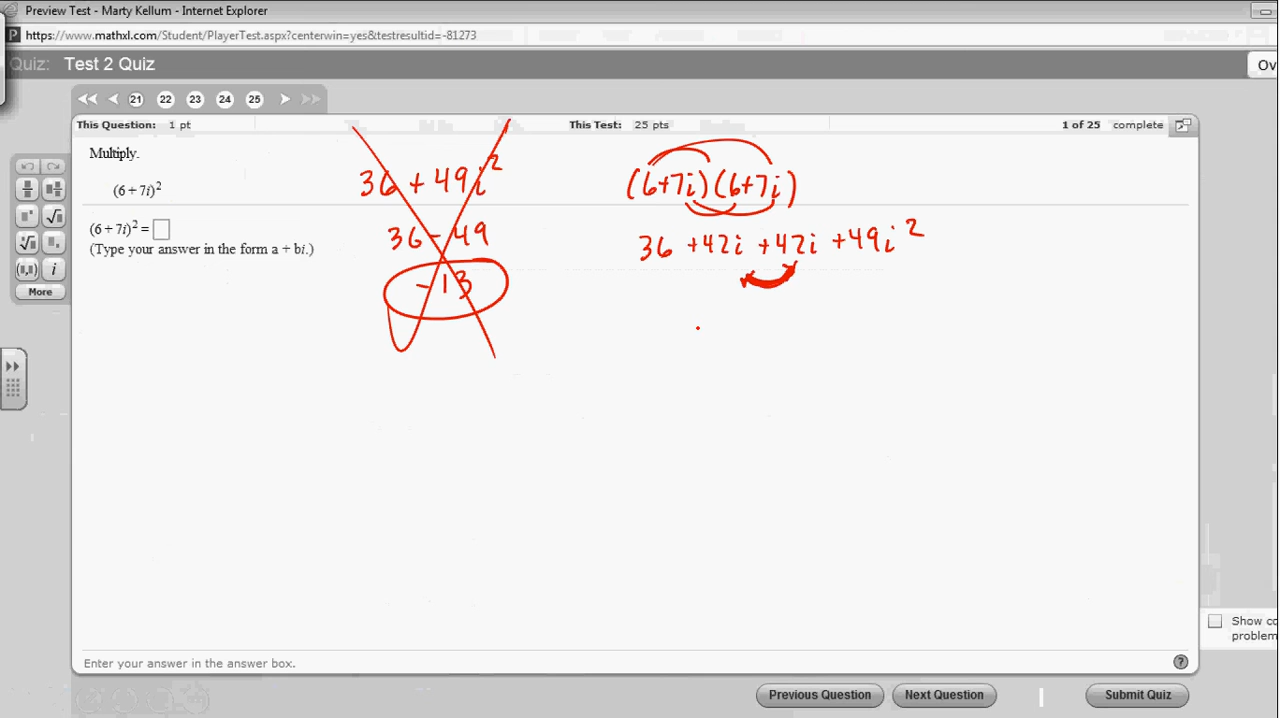 Preview Test - Marty Kellum - Internet Explorer
https://www.mathxl.com/Student/PlayerTest.aspx?centerwin=yes&testresultid=-81273
Quiz: Test 2 Quiz
Ov
21 22 23 24 25
This Question: 1 pt
This Test: 25 pts
1 of 25 complete
Multiply.
(6 + 7i)²
(6 + 7i)² =
(Type your answer in the form a + bi.)
More
36 + 49i²
36 - 49
-13
(6+7i)(6+7i)
36 +42i +42i +49i²
Show co
problem
Enter your answer in the answer box.
?
Previous Question
Next Question
Submit Quiz